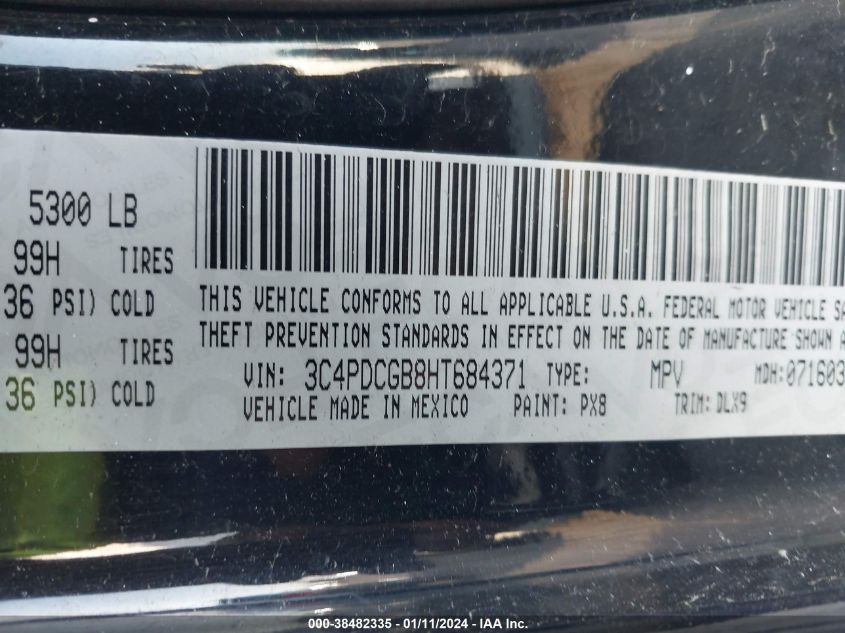 5300 LB
99H TIRES
36 PSI) COLD
99H TIRES
36 PSI) COLD
THIS VEHICLE CONFORMS TO ALL APPLICABLE U.S.A. FEDERAL MOTOR VEHICLE SA
THEFT PREVENTION STANDARDS IN EFFECT ON THE DATE OF MANUFACTURE SHOWN A
VIN: 3C4PDCGB8HT684371 TYPE: MPV MDH:071603
VEHICLE MADE IN MEXICO PAINT: PX8 TRIM: DLX9
000-38482335 - 01/11/2024 - IAA Inc.